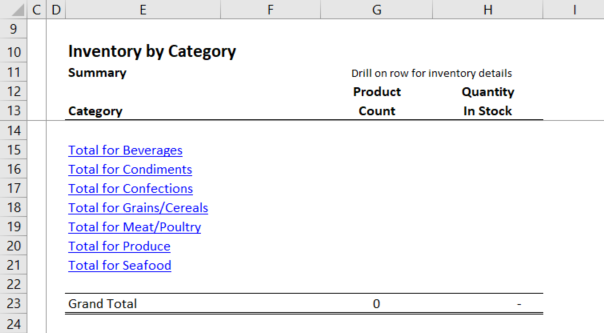 C D E F G H I
9
10 Inventory by Category
11 Summary Drill on row for inventory details
12 Product Quantity
13 Category Count In Stock
14
15 Total for Beverages
16 Total for Condiments
17 Total for Confections
18 Total for Grains/Cereals
19 Total for Meat/Poultry
20 Total for Produce
21 Total for Seafood
22
23 Grand Total 0 -
24